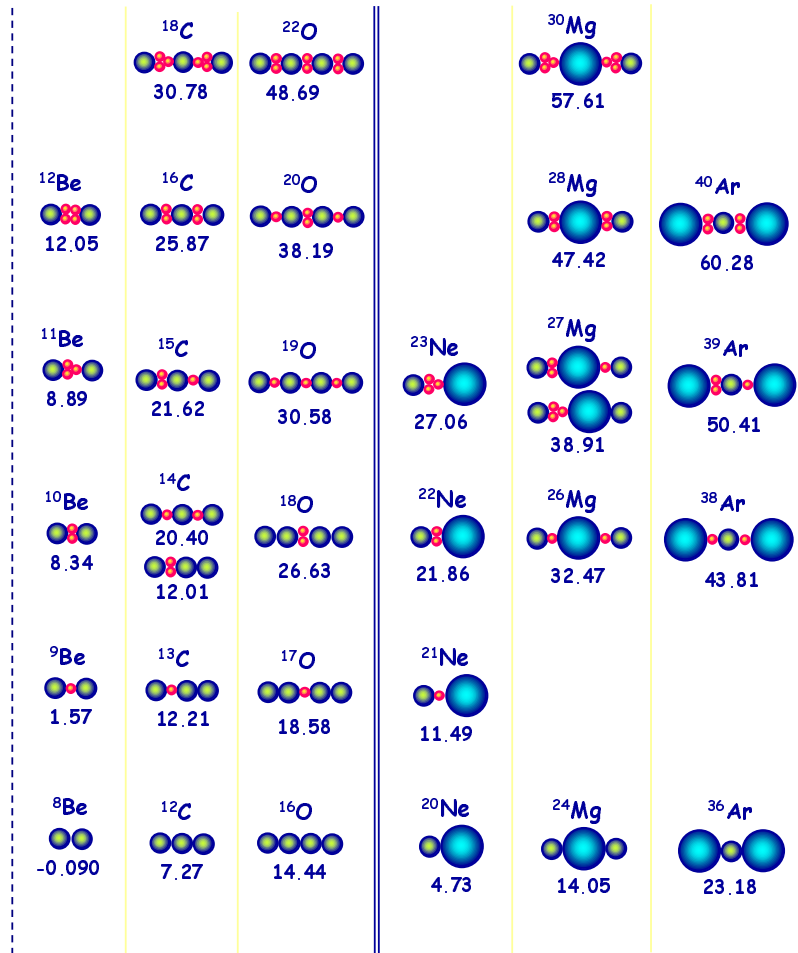 ¹⁸C ²²O ³⁰Mg
30.78 48.69 57.61
¹²Be ¹⁶C ²⁰O ²⁸Mg ⁴⁰Ar
12.05 25.87 38.19 47.42 60.28
¹¹Be ¹⁵C ¹⁹O ²³Ne ²⁷Mg ³⁹Ar
8.89 21.62 30.58 27.06 38.91 50.41
¹⁰Be ¹⁴C ¹⁸O ²²Ne ²⁶Mg ³⁸Ar
20.40
8.34 12.01 26.63 21.86 32.47 43.81
⁹Be ¹³C ¹⁷O ²¹Ne
1.57 12.21 18.58 11.49
⁸Be ¹²C ¹⁶O ²⁰Ne ²⁴Mg ³⁶Ar
-0.090 7.27 14.44 4.73 14.05 23.18